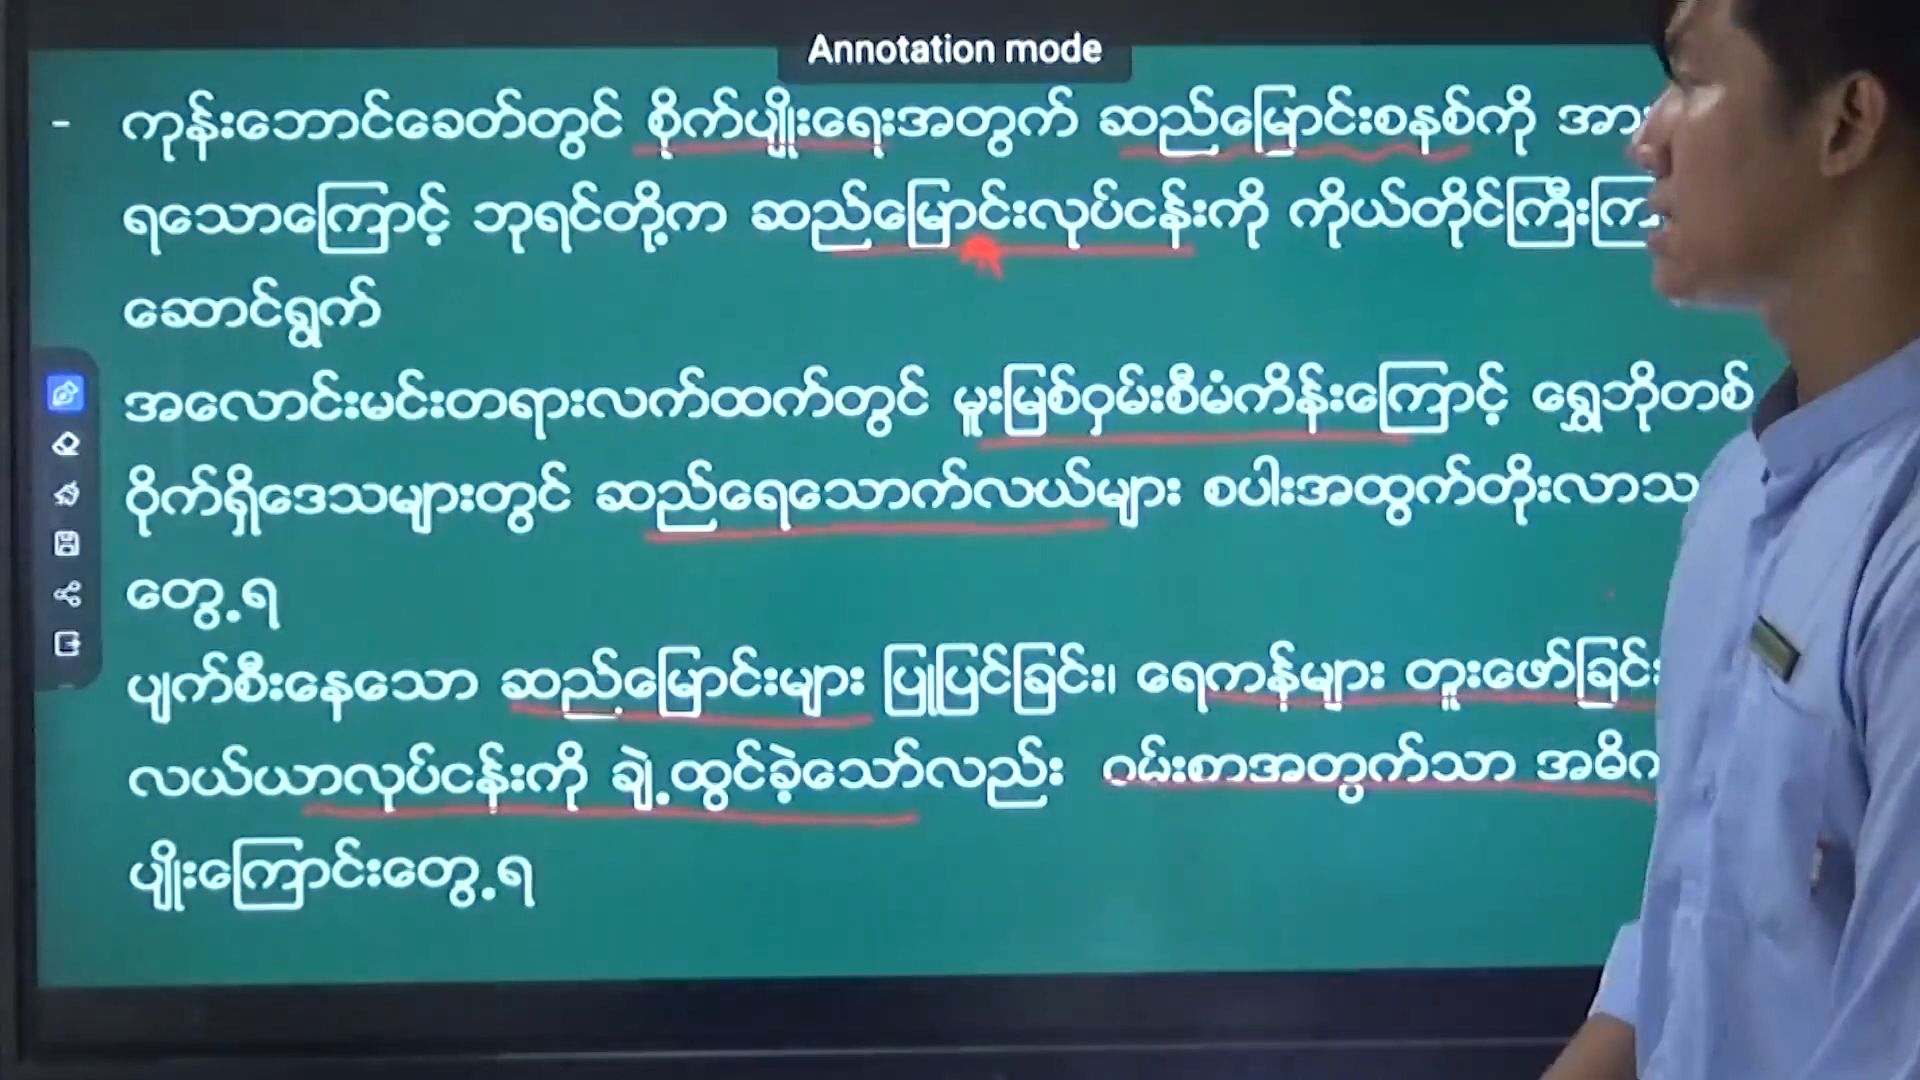 Annotation mode
- ကုန်းဘောင်ခေတ်တွင် စိုက်ပျိုးရေးအတွက် ဆည်မြောင်းစနစ်ကို
ရသောကြောင့် ဘုရင်တို့က ဆည်မြောင်းလုပ်ငန်းကို ကိုယ်တိုင်ကြီးကြ
ဆောင်ရွက်
အလောင်းမင်းတရားလက်ထက်တွင် မူးမြစ်ဝှမ်းစီမံကိန်းကြောင့် ရွှေဘိုတစ်
ဝိုက်ရှိဒေသများတွင် ဆည်ရေသောက်လယ်များ စပါးအထွက်တိုးလာသ
တွေ့ရ
ပျက်စီးနေသော ဆည်မြောင်းများ ပြုပြင်ခြင်း၊ ရေကန်များ တူးဖော်ခြင်း
လယ်ယာလုပ်ငန်းကို ချဲ့ထွင်ခဲ့သော်လည်း ဝမ်းစာအတွက်သာ
ပျိုးကြောင်းတွေ့ရ